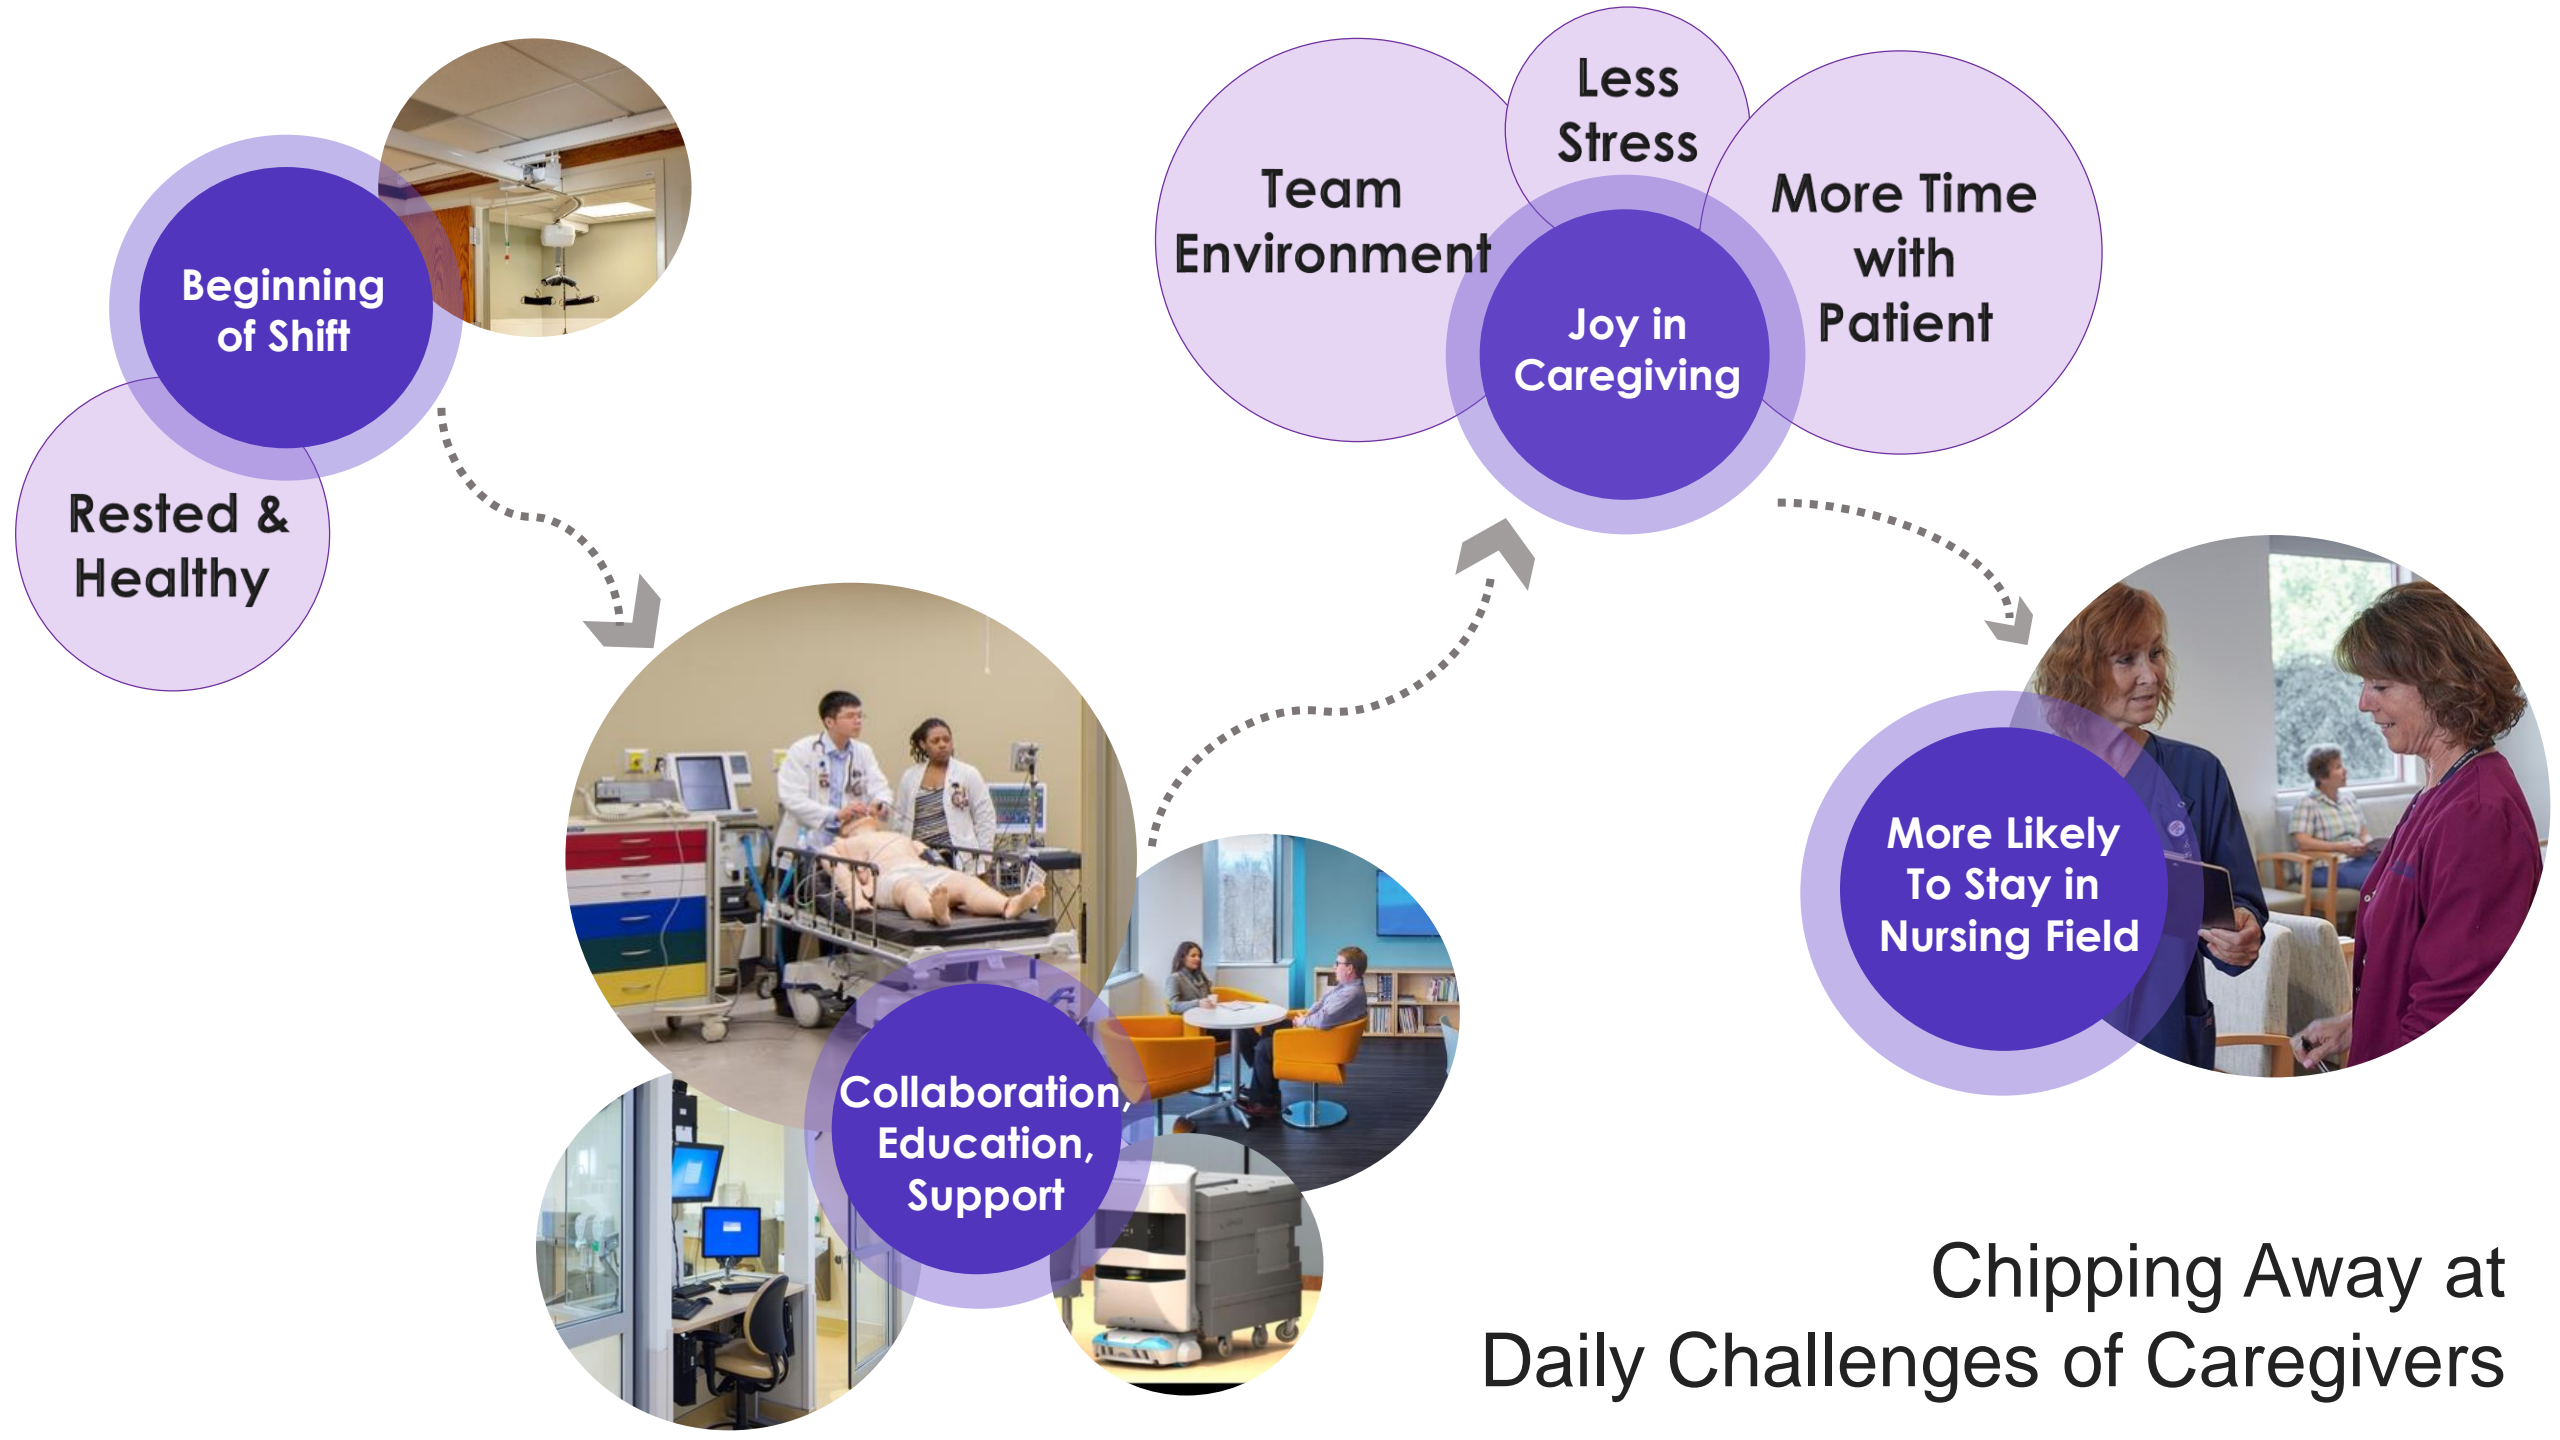 Beginning
of Shift
Rested &
Healthy
Collaboration,
Education,
Support
Team
Environment
Less
Stress
More Time
with
Patient
Joy in
Caregiving
More Likely
To Stay in
Nursing Field
Chipping Away at
Daily Challenges of Caregivers